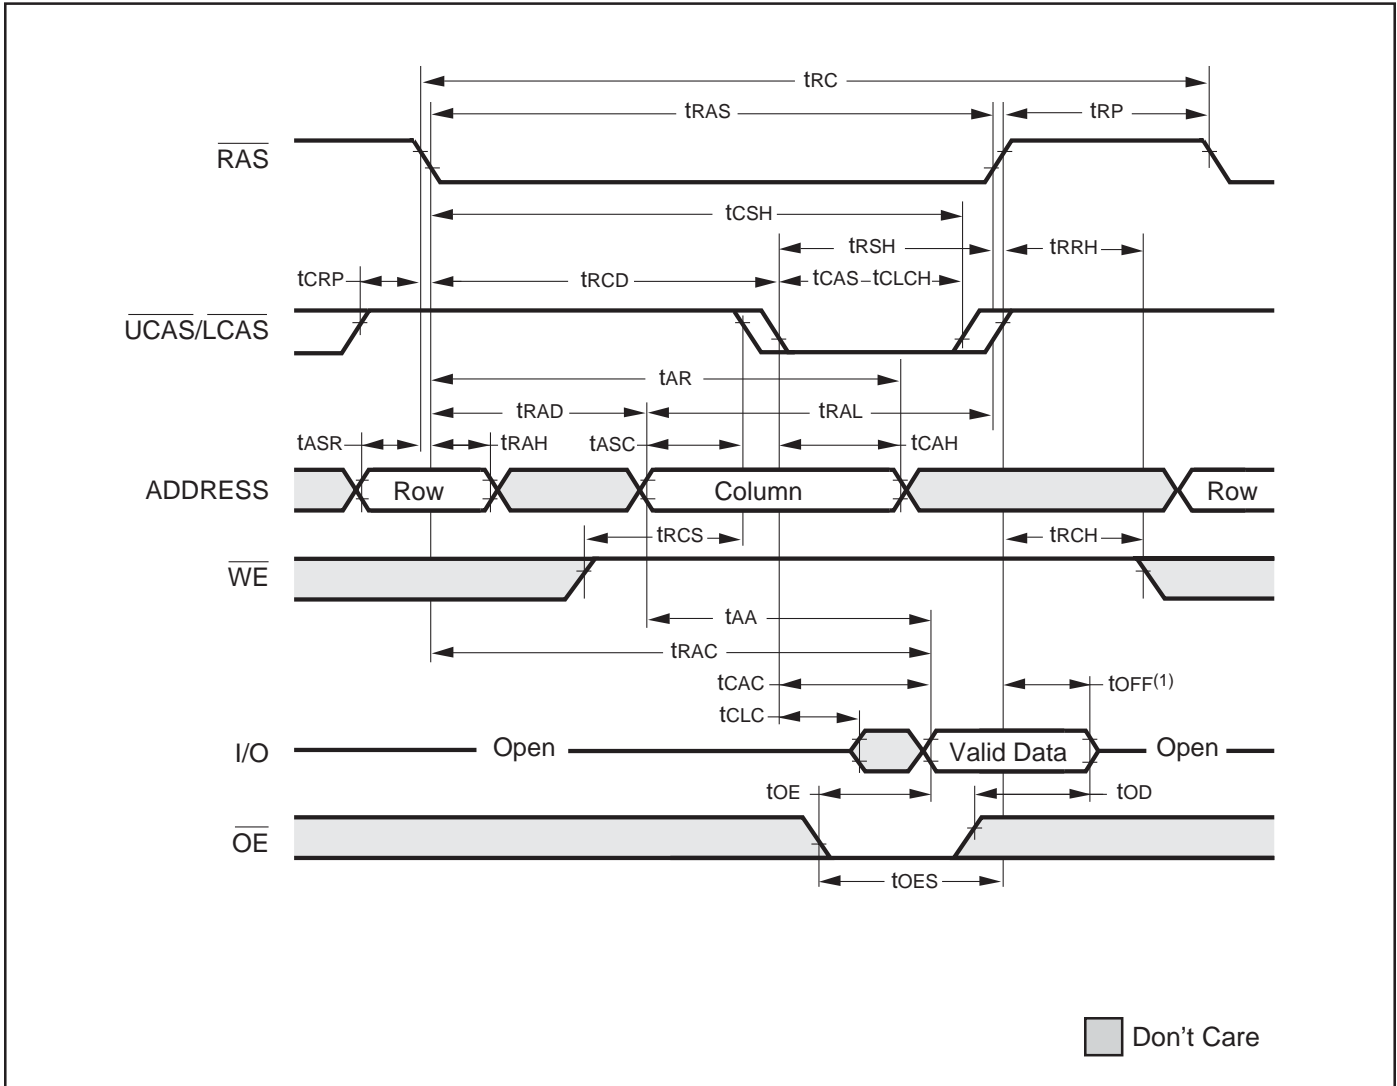 tRC
tRAS tRP
RAS
tCSH
tRSH tRRH
tCRP tRCD tCAS tCLCH
UCAS/LCAS
tAR
tRAD tRAL
tASR tRAH tASC tCAH
ADDRESS Row Column Row
tRCS tRCH
WE
tAA
tRAC
tCAC tOFF(1)
tCLC
I/O Open Valid Data Open
tOE tOD
OE
tOES
Don't Care